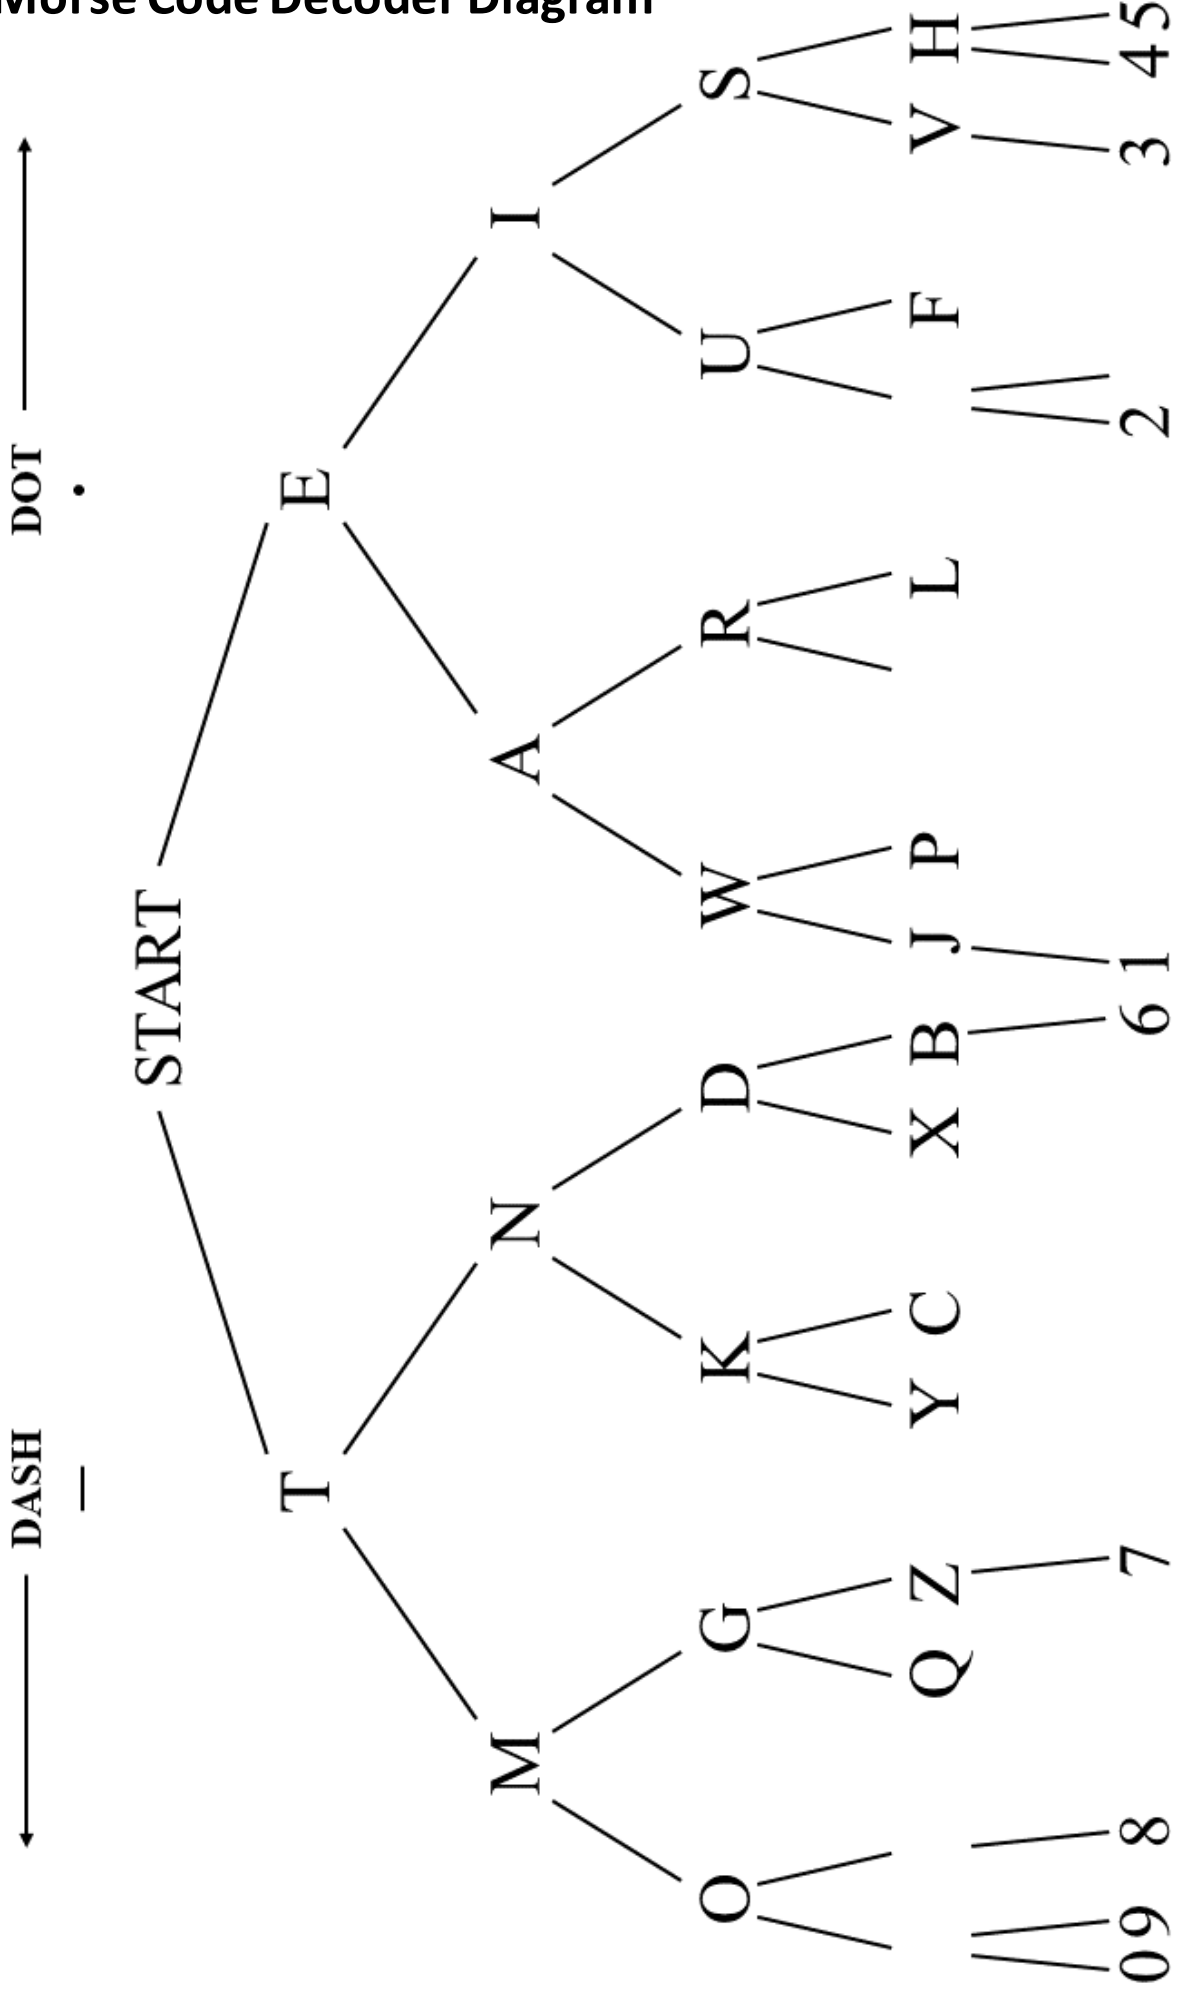 Morse Code Decoder Diagram
DASH DOT
— •
START
T E
M N A I
O G K D W R U S
Q Z Y C X B J P L F V H
0 9 8 7 6 1 2 3 4 5